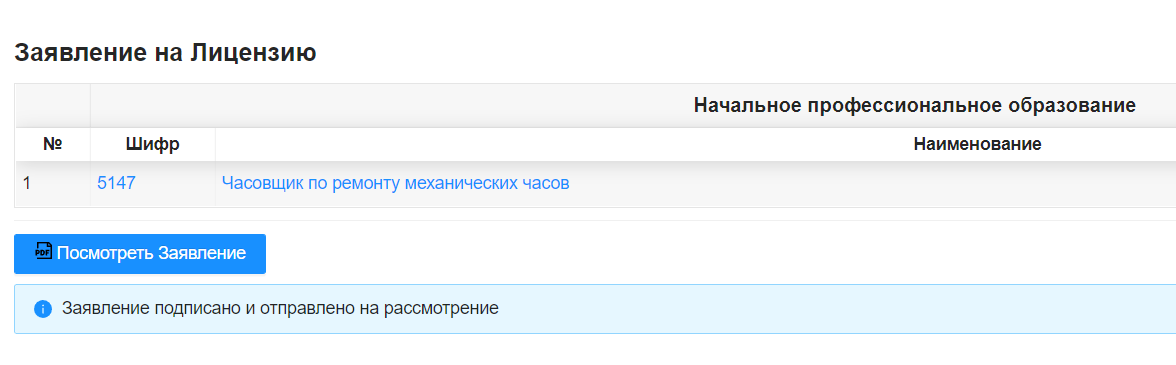 Заявление на Лицензию
Начальное профессиональное образование
№ Шифр Наименование
1 5147 Часовщик по ремонту механических часов
PDF Посмотреть Заявление
i Заявление подписано и отправлено на рассмотрение